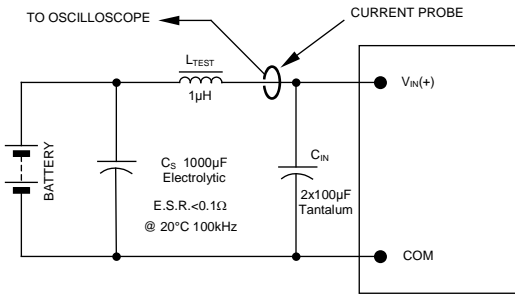 TO OSCILLOSCOPE
CURRENT PROBE
LTEST
1µH
VIN(+)
BATTERY
CS 1000µF
Electrolytic
E.S.R.<0.1Ω
@ 20°C 100kHz
CIN
2x100µF
Tantalum
COM